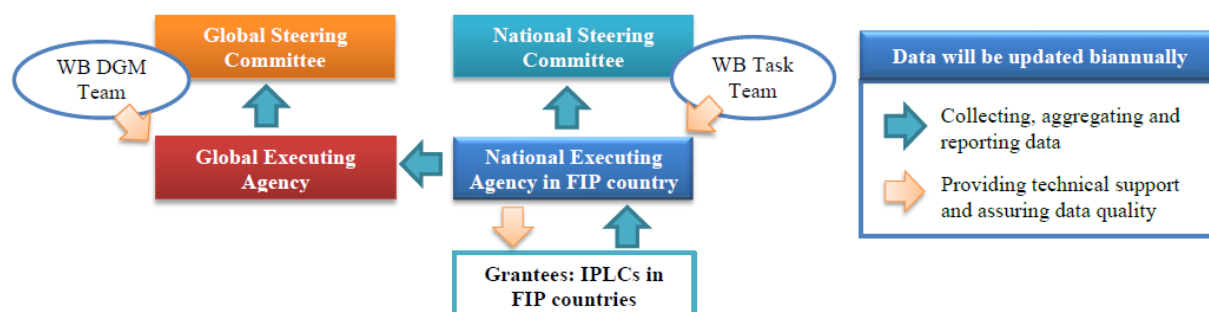 Global Steering
Committee
National Steering
Committee
WB DGM
Team
WB Task
Team
Global Executing
Agency
National Executing
Agency in FIP country
Grantees: IPLCs in
FIP countries
Data will be updated biannually
Collecting, aggregating and
reporting data
Providing technical support
and assuring data quality